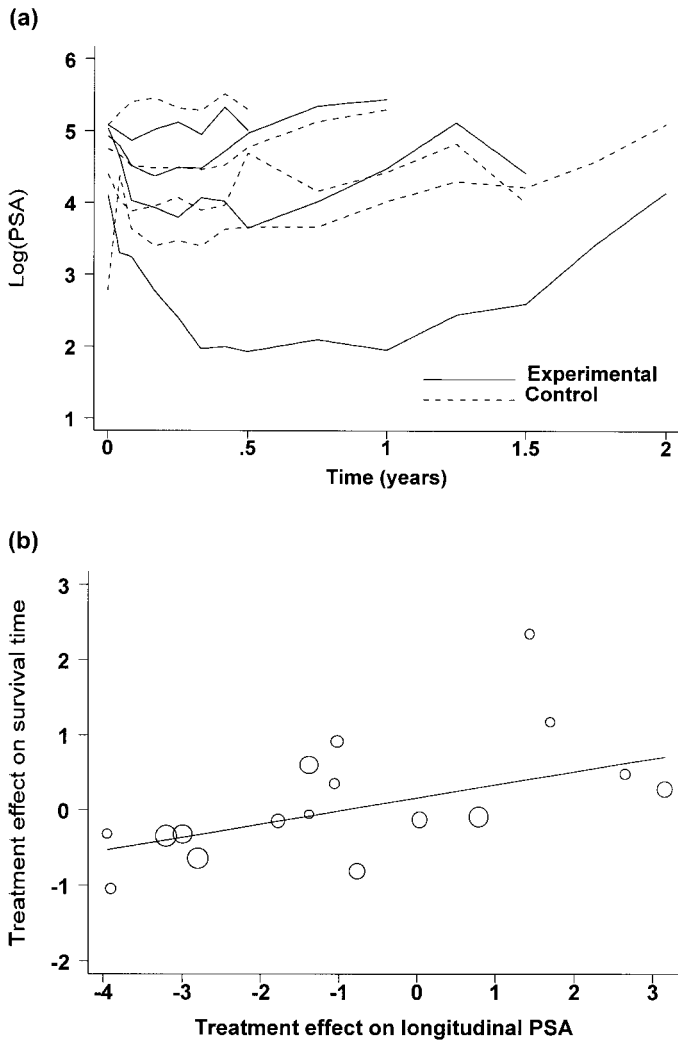 (a)
6
5
4
3
2
1
Log(PSA)
Experimental
Control
0 .5 1 1.5 2
Time (years)
(b)
3
2
1
0
-1
-2
Treatment effect on survival time
-4 -3 -2 -1 0 1 2 3
Treatment effect on longitudinal PSA